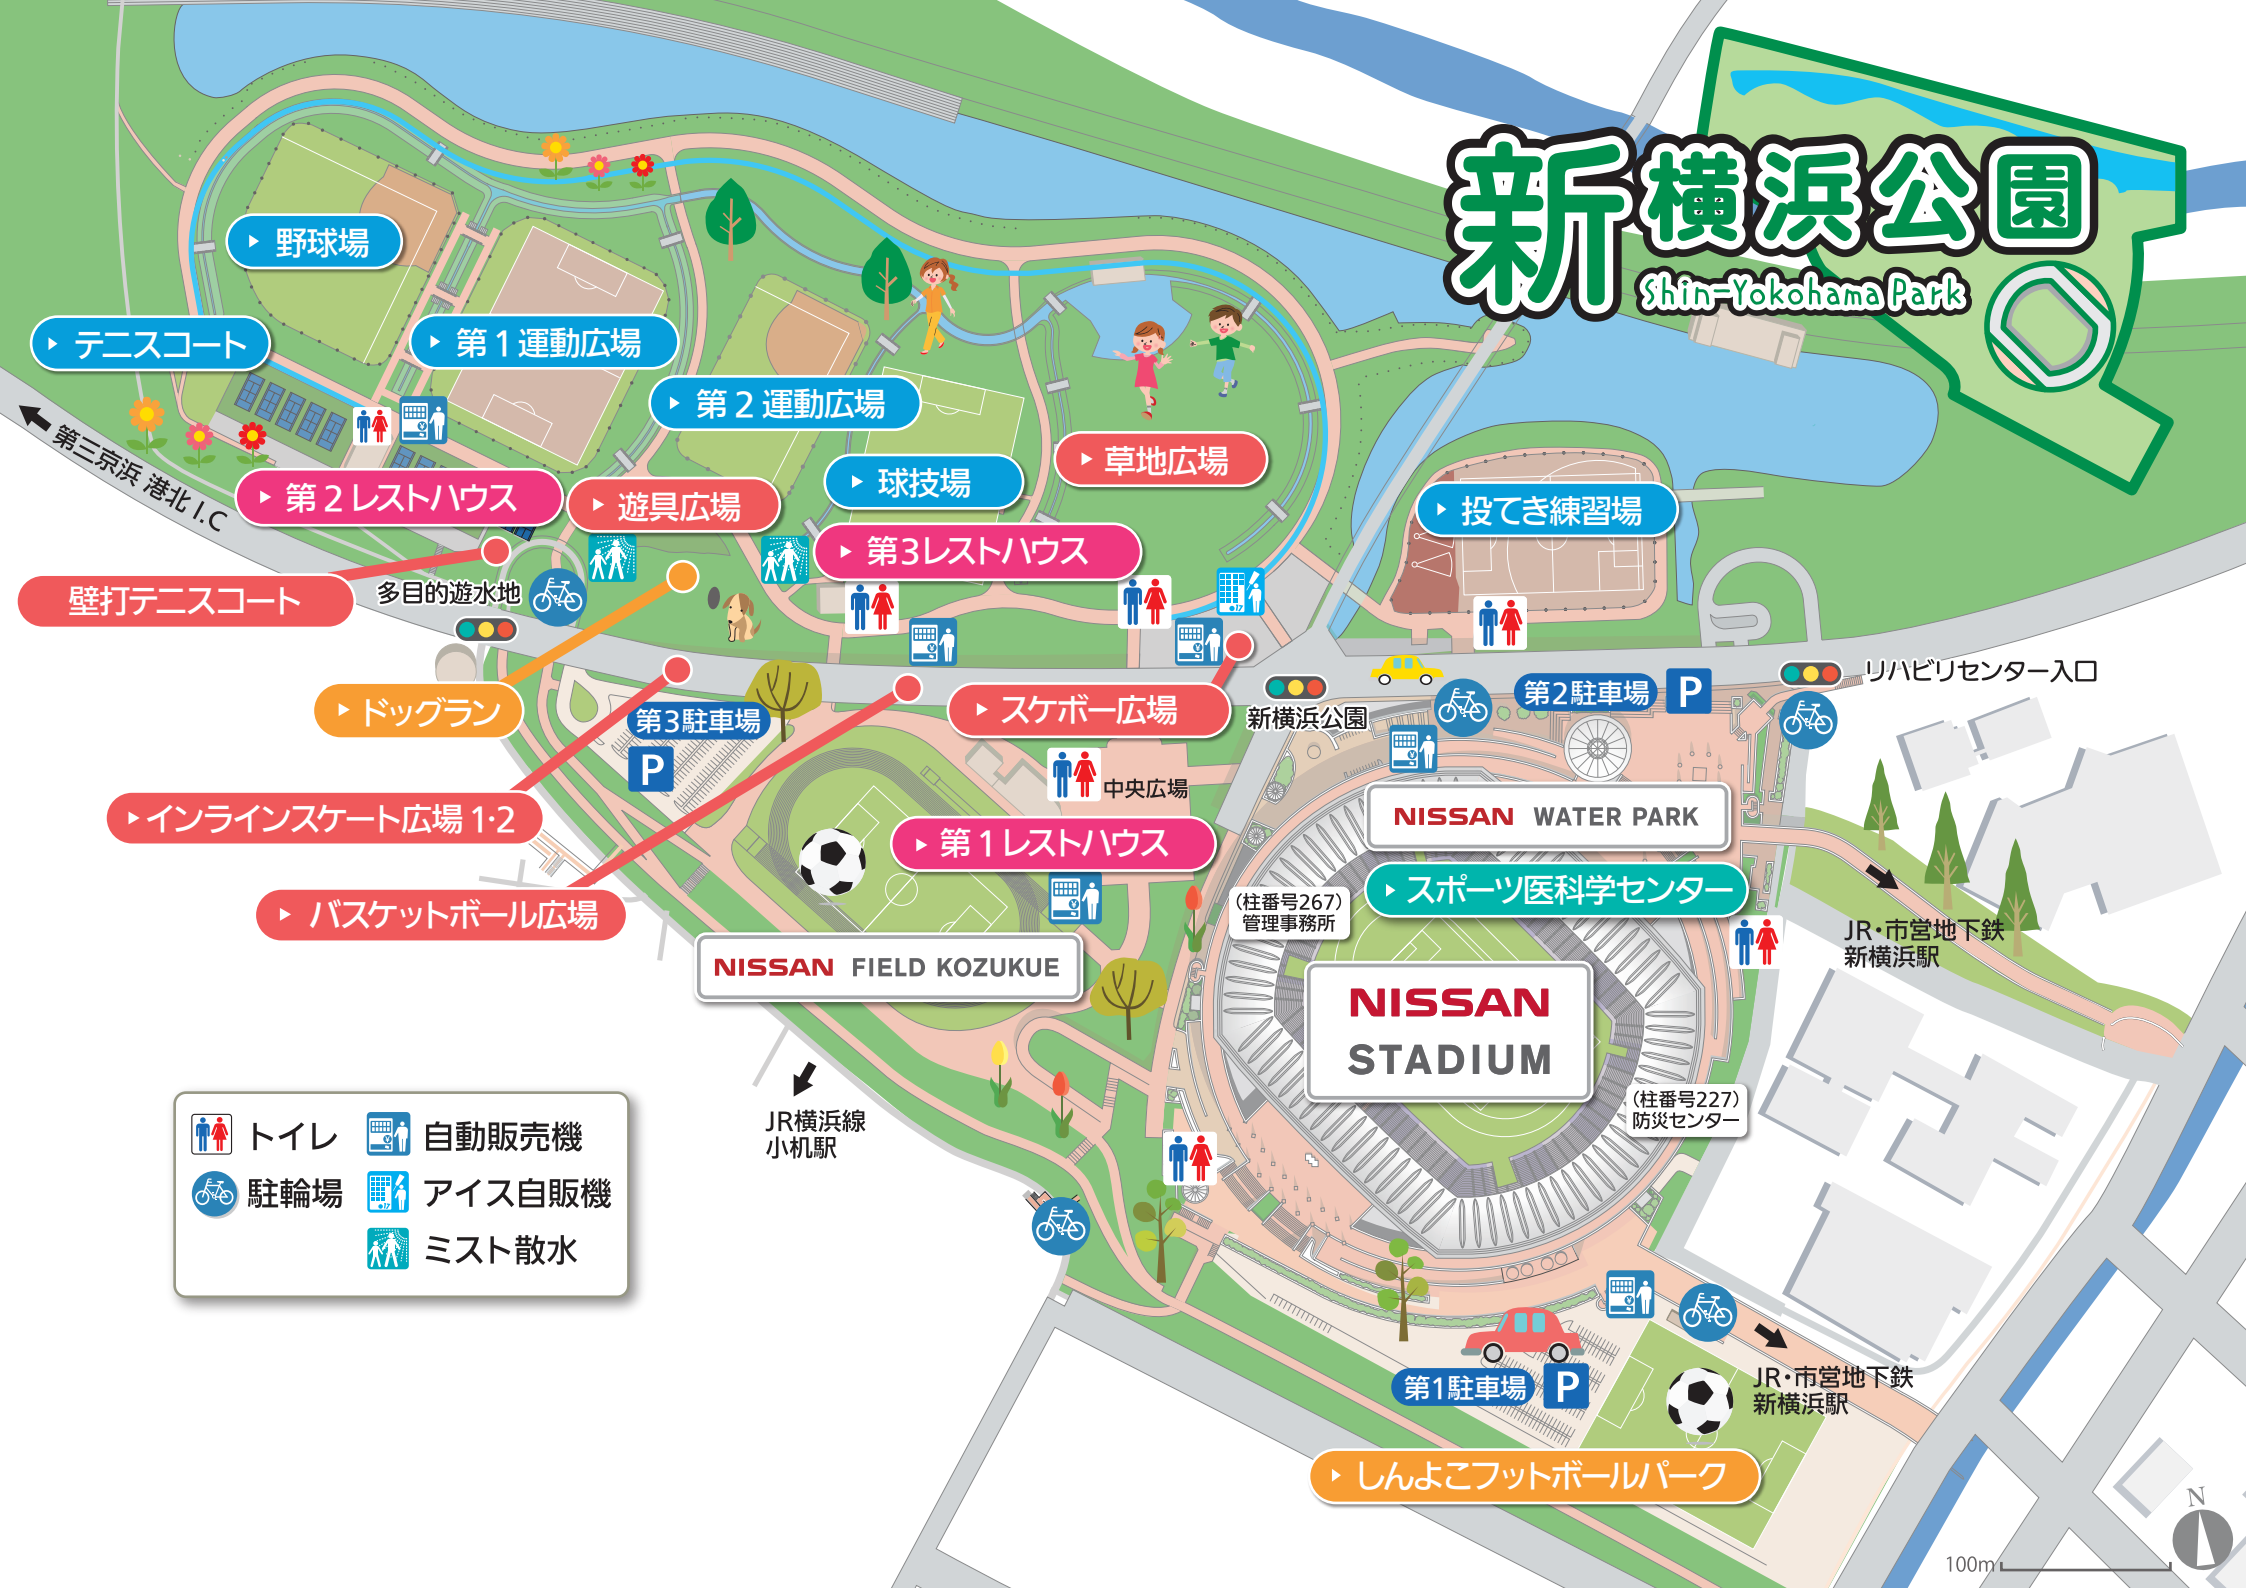 新横浜公園
Shin-Yokohama Park
野球場
テニスコート
第1運動広場
第2運動広場
球技場
草地広場
投てき練習場
第三京浜 港北 I.C
第2レストハウス
遊具広場
第3レストハウス
壁打テニスコート
多目的遊水地
ドッグラン
第3駐車場
P
スケボー広場
新横浜公園
第2駐車場
P
リハビリセンター入口
中央広場
インラインスケート広場 1・2
バスケットボール広場
第1レストハウス
NISSAN WATER PARK
スポーツ医科学センター
(柱番号267)
管理事務所
NISSAN FIELD KOZUKUE
NISSAN
STADIUM
JR・市営地下鉄
新横浜駅
(柱番号227)
防災センター
JR横浜線
小机駅
トイレ
自動販売機
駐輪場
アイス自販機
ミスト散水
第1駐車場
P
JR・市営地下鉄
新横浜駅
しんよこフットボールパーク
N
100m